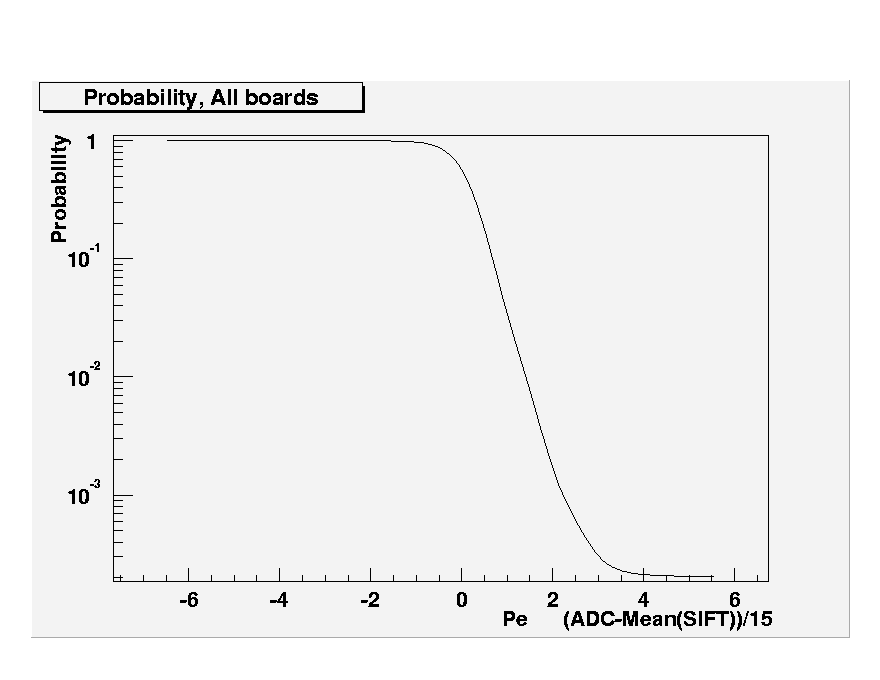 Probability, All boards
Probability
1
10^-1
10^-2
10^-3
-6 -4 -2 0 2 4 6
Pe (ADC-Mean(SIFT))/15